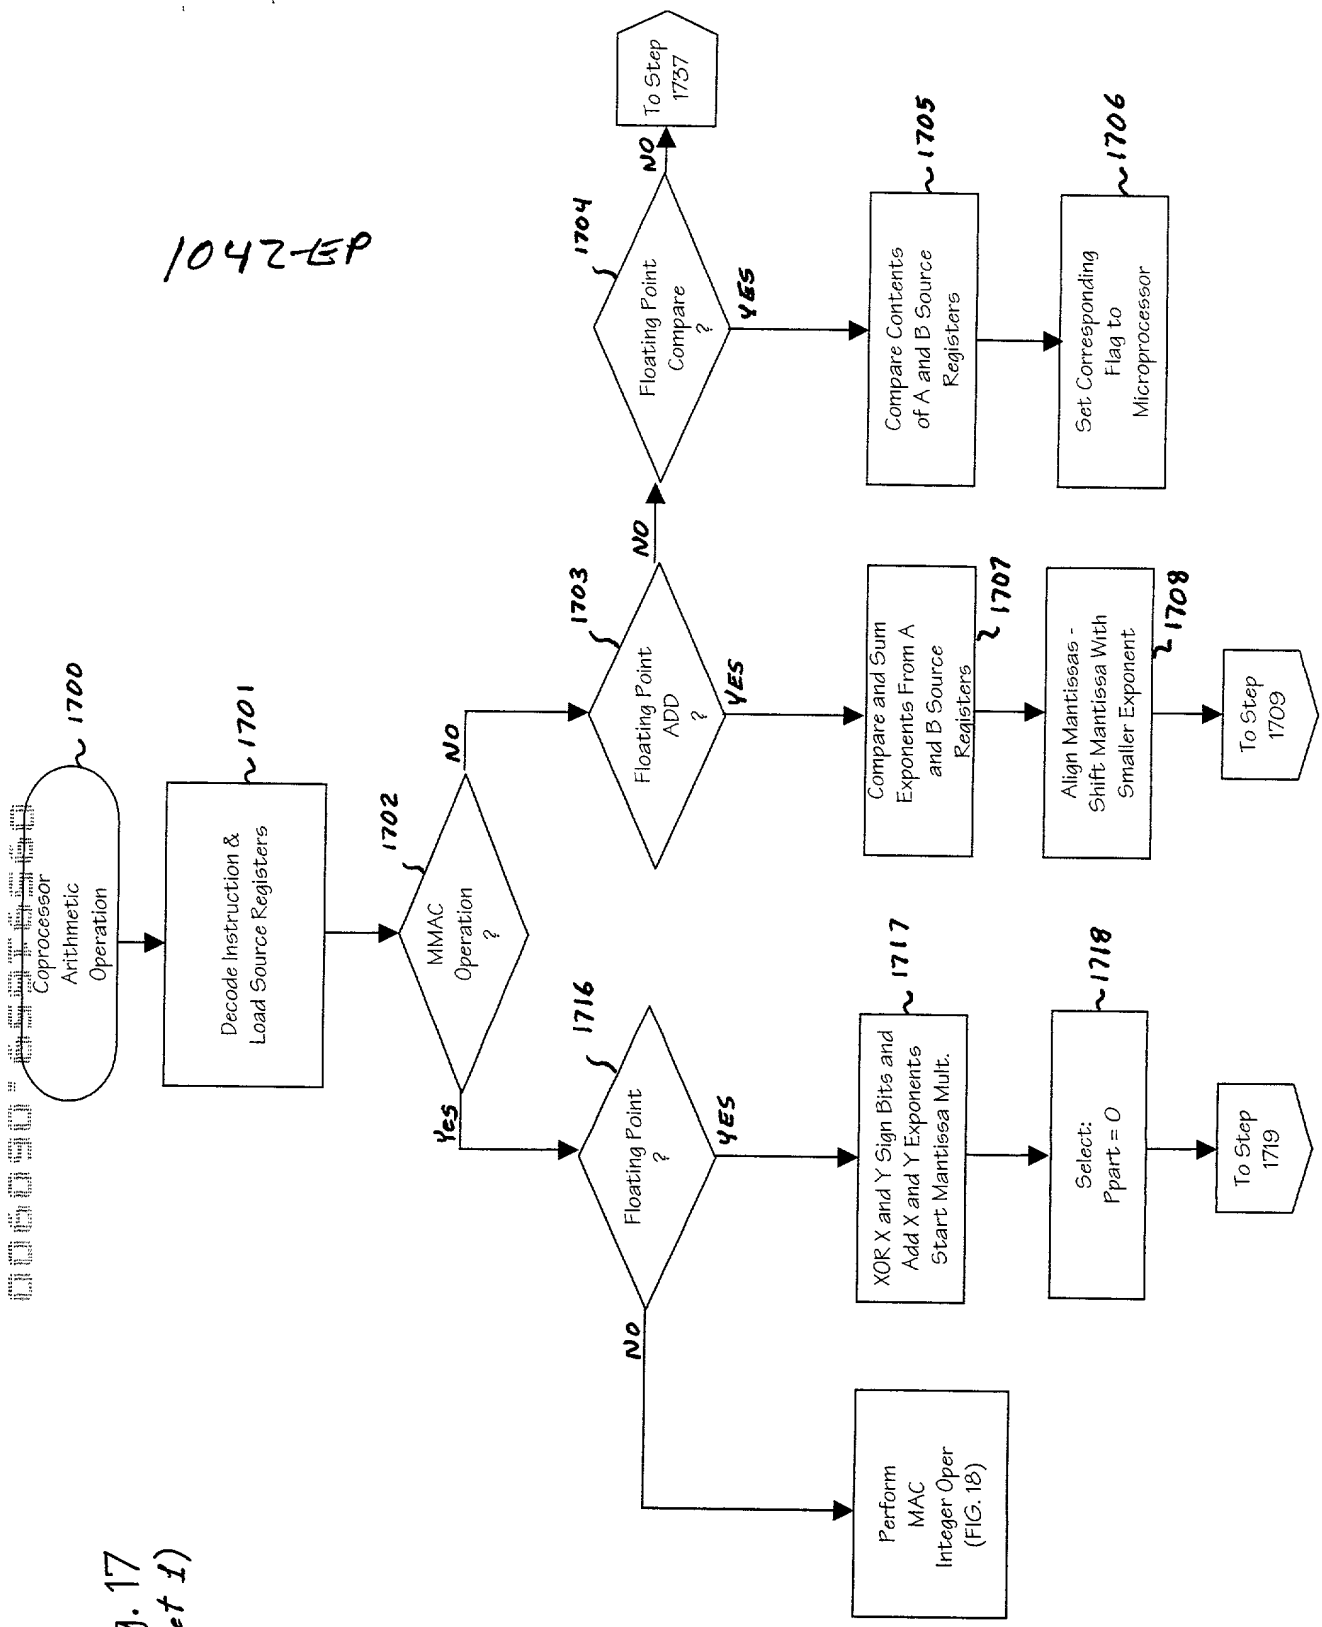 1042-EP
Coprocessor
Arithmetic
Operation
1700
Decode Instruction &
Load Source Registers
1701
MMAC
Operation
?
1702
Yes
NO
Floating Point
?
1716
NO
YES
Perform
MAC
Integer Oper
(FIG. 18)
XOR X and Y Sign Bits and
Add X and Y Exponents
Start Mantissa Mult.
1717
Select:
Ppart = 0
1718
To Step
1719
Floating Point
ADD
?
1703
NO
YES
Compare and Sum
Exponents From A
and B Source
Registers
1707
Align Mantissas -
Shift Mantissa With
Smaller Exponent
1708
To Step
1709
Floating Point
Compare
?
1704
NO
YES
To Step
1737
Compare Contents
of A and B Source
Registers
1705
Set Corresponding
Flag to
Microprocessor
1706
17
1)